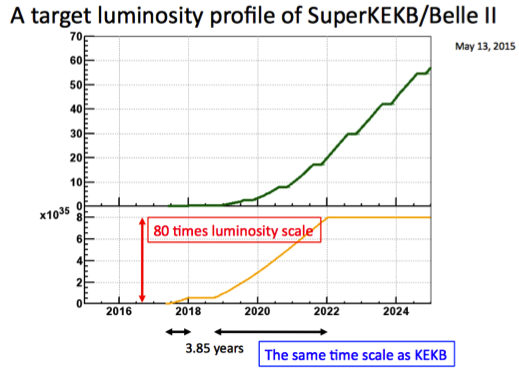 A target luminosity profile of SuperKEKB/Belle II
May 13, 2015
70
60
50
40
30
20
10
0
x10³⁵
8
6
4
2
0
80 times luminosity scale
2016 2018 2020 2022 2024
3.85 years
The same time scale as KEKB